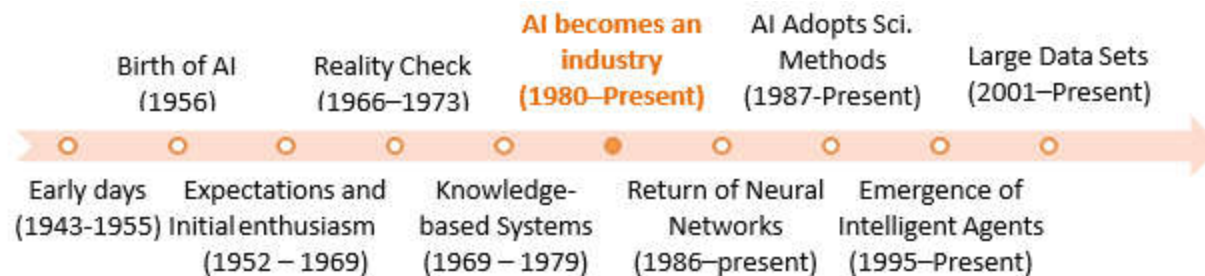 Birth of AI
(1956)
Reality Check
(1966–1973)
AI becomes an
industry
(1980–Present)
AI Adopts Sci.
Methods
(1987-Present)
Large Data Sets
(2001–Present)
Early days
(1943-1955)
Expectations and
Initial enthusiasm
(1952 – 1969)
Knowledge-
based Systems
(1969 – 1979)
Return of Neural
Networks
(1986–present)
Emergence of
Intelligent Agents
(1995–Present)